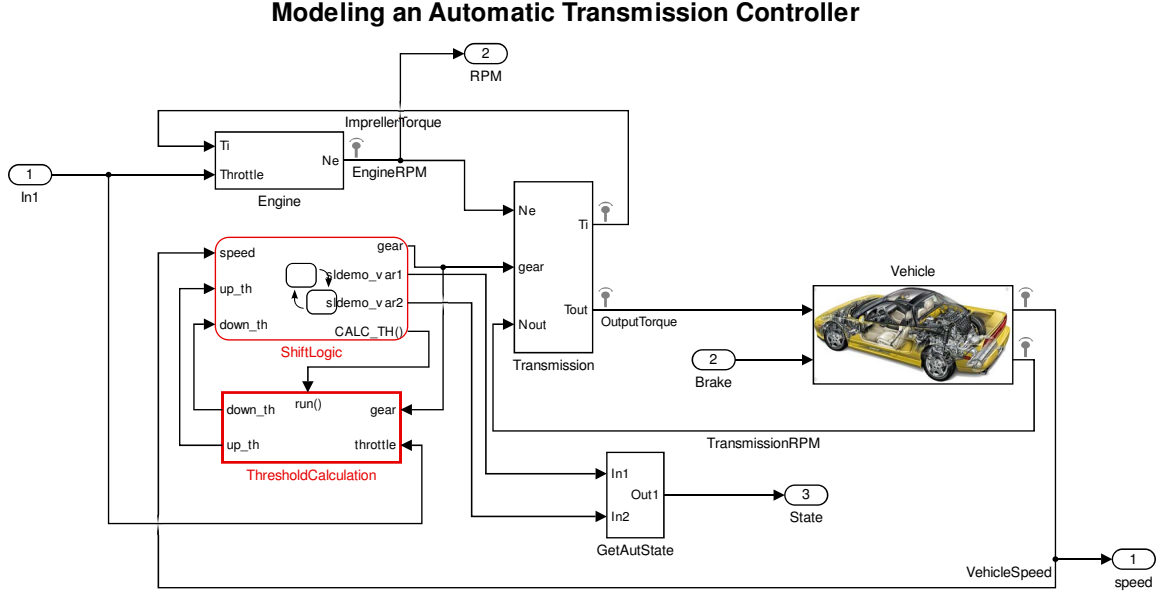 Modeling an Automatic Transmission Controller
2
RPM
ImprellerTorque
Ti
Ne
Throttle
EngineRPM
Engine
1
In1
Ne
Ti
gear
Tout
Nout
OutputTorque
Transmission
speed
gear
up_th
sldemo_var1
sldemo_var2
down_th
CALC_TH()
ShiftLogic
run()
down_th
gear
up_th
throttle
ThresholdCalculation
Vehicle
2
Brake
TransmissionRPM
In1
Out1
In2
GetAutState
3
State
VehicleSpeed
1
speed